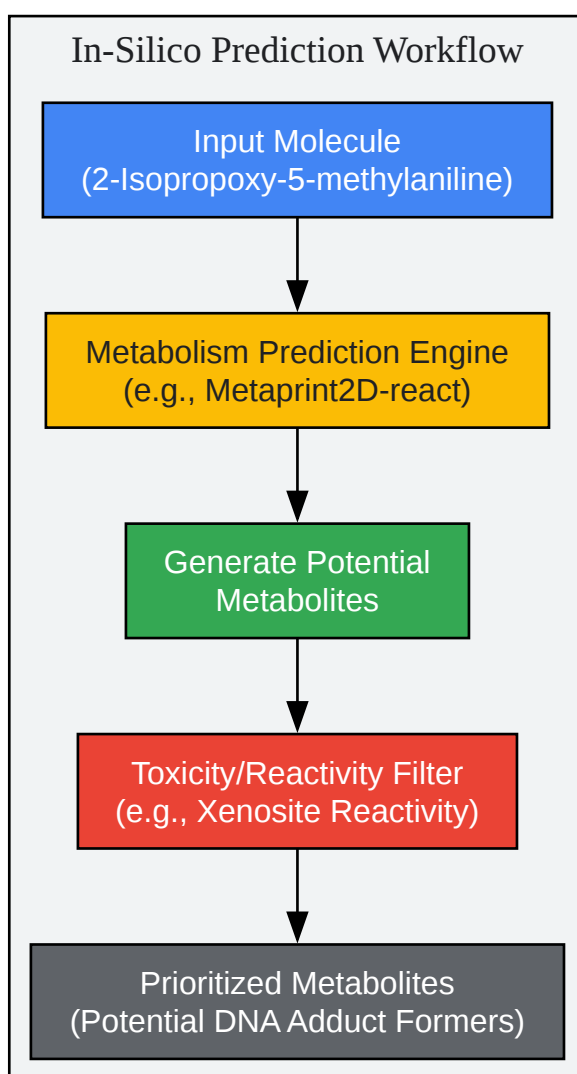 In-Silico Prediction Workflow
Input Molecule
(2-Isopropoxy-5-methylaniline)
Metabolism Prediction Engine
(e.g., Metaprint2D-react)
Generate Potential
Metabolites
Toxicity/Reactivity Filter
(e.g., Xenosite Reactivity)
Prioritized Metabolites
(Potential DNA Adduct Formers)